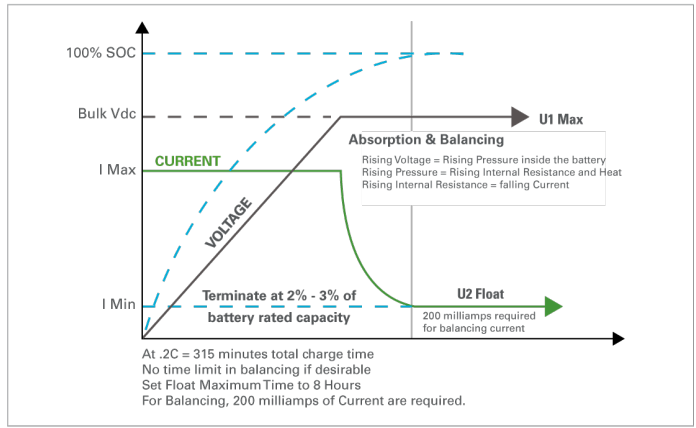 100% SOC
Bulk Vdc
U1 Max
Absorption & Balancing
Rising Voltage = Rising Pressure inside the battery
Rising Pressure = Rising Internal Resistance and Heat
Rising Internal Resistance = falling Current
I Max
CURRENT
VOLTAGE
I Min
Terminate at 2% - 3% of
battery rated capacity
U2 Float
200 milliamps required
for balancing current
At .2C = 315 minutes total charge time
No time limit in balancing if desirable
Set Float Maximum Time to 8 Hours
For Balancing, 200 milliamps of Current are required.